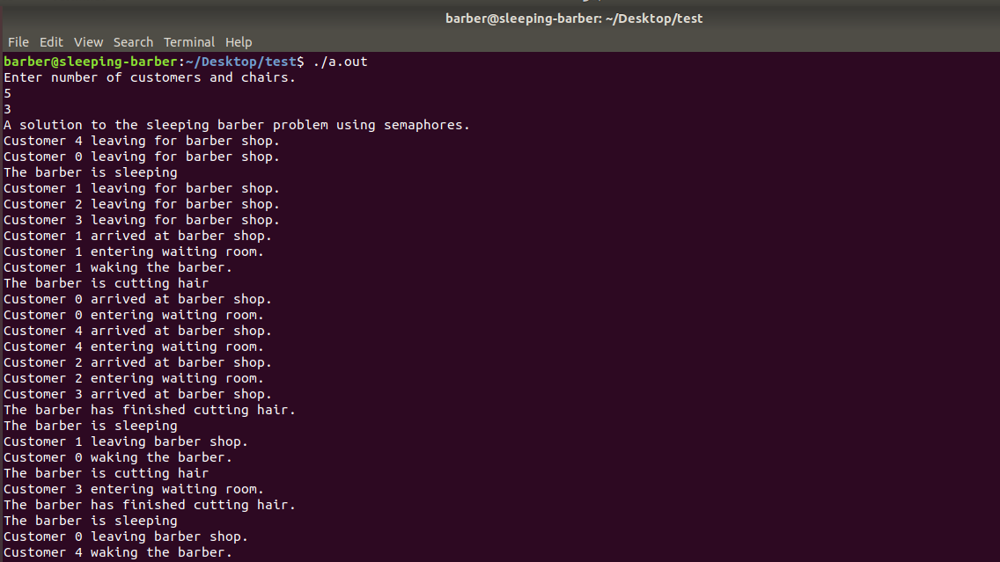 barber@sleeping-barber: ~/Desktop/test
File Edit View Search Terminal Help
barber@sleeping-barber:~/Desktop/test$ ./a.out
Enter number of customers and chairs.
5
3
A solution to the sleeping barber problem using semaphores.
Customer 4 leaving for barber shop.
Customer 0 leaving for barber shop.
The barber is sleeping
Customer 1 leaving for barber shop.
Customer 2 leaving for barber shop.
Customer 3 leaving for barber shop.
Customer 1 arrived at barber shop.
Customer 1 entering waiting room.
Customer 1 waking the barber.
The barber is cutting hair
Customer 0 arrived at barber shop.
Customer 0 entering waiting room.
Customer 4 arrived at barber shop.
Customer 4 entering waiting room.
Customer 2 arrived at barber shop.
Customer 2 entering waiting room.
Customer 3 arrived at barber shop.
The barber has finished cutting hair.
The barber is sleeping
Customer 1 leaving barber shop.
Customer 0 waking the barber.
The barber is cutting hair
Customer 3 entering waiting room.
The barber has finished cutting hair.
The barber is sleeping
Customer 0 leaving barber shop.
Customer 4 waking the barber.